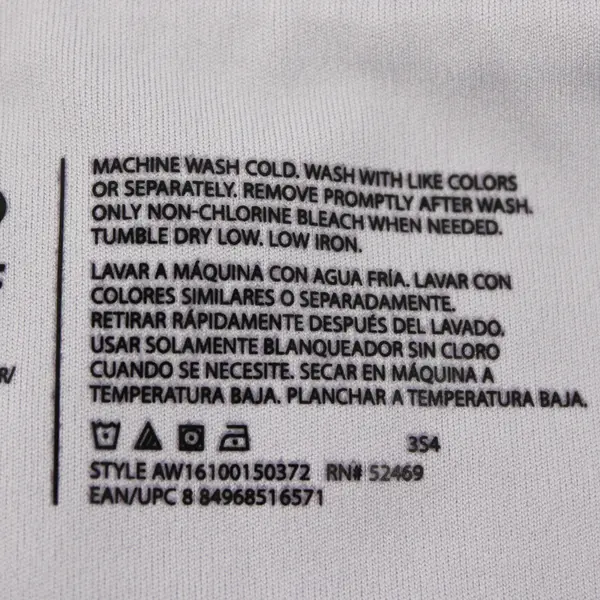 MACHINE WASH COLD. WASH WITH LIKE COLORS
OR SEPARATELY. REMOVE PROMPTLY AFTER WASH.
ONLY NON-CHLORINE BLEACH WHEN NEEDED.
TUMBLE DRY LOW. LOW IRON.
LAVAR A MÁQUINA CON AGUA FRÍA. LAVAR CON
COLORES SIMILARES O SEPARADAMENTE.
RETIRAR RÁPIDAMENTE DESPUÉS DEL LAVADO.
USAR SOLAMENTE BLANQUEADOR SIN CLORO
CUANDO SE NECESITE. SECAR EN MÁQUINA A
TEMPERATURA BAJA. PLANCHAR A TEMPERATURA BAJA.
R/
354
STYLE AW16100150372 RN# 52469
EAN/UPC 8 84968516571